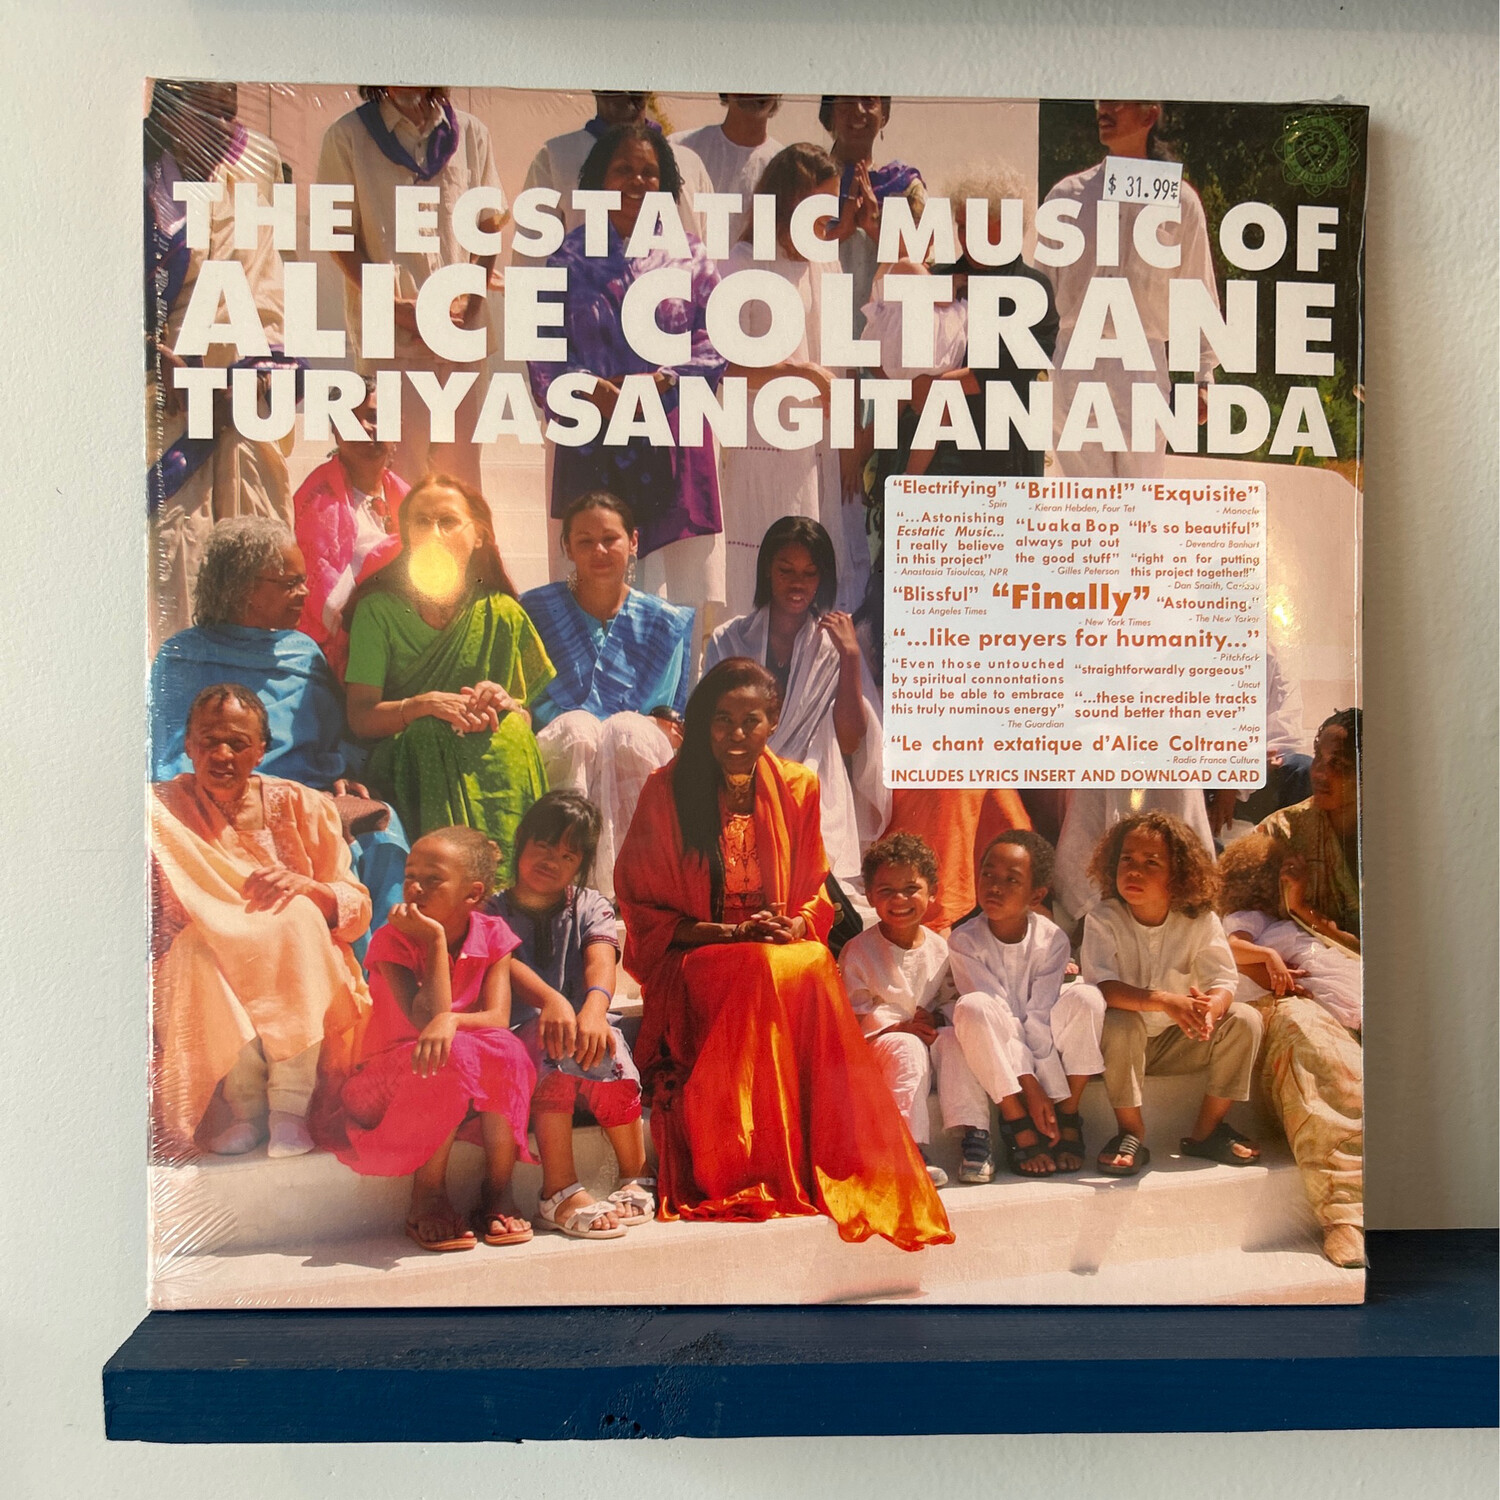 $ 31.99
THE ECSTATIC MUSIC OF
ALICE COLTRANE
TURIYASANGITANANDA
“Electrifying”
- Spin
“Brilliant!”
- Kieran Hebden, Four Tet
“Exquisite”
- Monocle
“...Astonishing
Ecstatic Music...
I really believe
in this project”
- Anastasia Tsioulcas, NPR
“Luaka Bop
always put out
the good stuff”
- Gilles Peterson
“It's so beautiful”
- Devendra Banhart
“right on for putting
this project together!!”
- Dan Snaith, Caribou
“Blissful”
- Los Angeles Times
“Finally”
- New York Times
“Astounding.”
- The New Yorker
“...like prayers for humanity...”
- Pitchfork
“Even those untouched
by spiritual connontations
should be able to embrace
this truly numinous energy”
- The Guardian
“straightforwardly gorgeous”
- Uncut
“...these incredible tracks
sound better than ever”
- Mojo
“Le chant extatique d'Alice Coltrane”
- Radio France Culture
INCLUDES LYRICS INSERT AND DOWNLOAD CARD